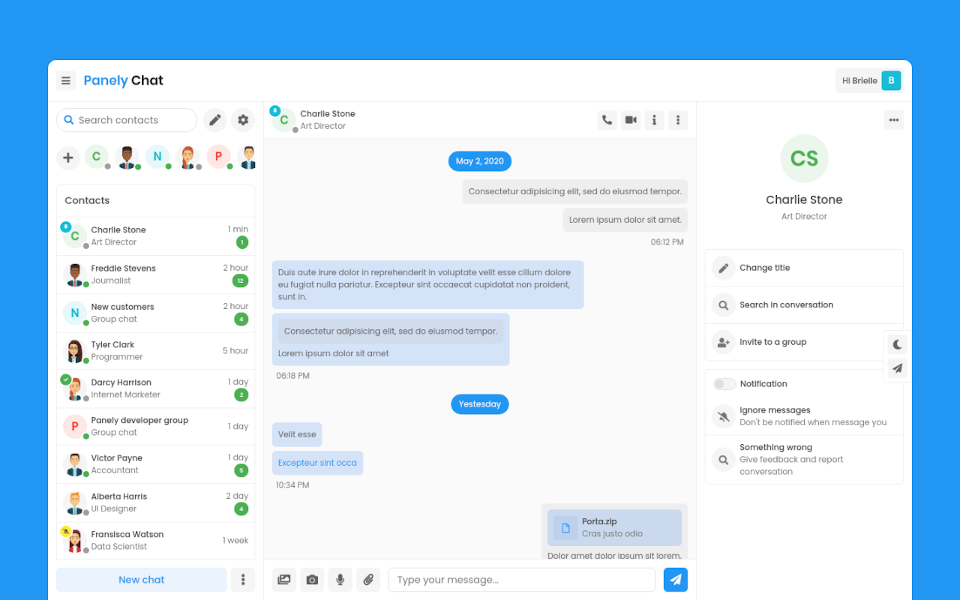 Panely Chat
Hi Brielle
B
Search contacts
C
N
P
Contacts
C
Charlie Stone
1 min
Art Director
1
Freddie Stevens
2 hour
Journalist
12
N
New customers
2 hour
Group chat
4
Tyler Clark
Programmer
5 hour
Darcy Harrison
1 day
Internet Marketer
2
P
Panely developer group
Group chat
1 day
Victor Payne
1 day
Accountant
5
Alberta Harris
2 day
UI Designer
4
Fransisca Watson
Data Scientist
1 week
New chat
C
Charlie Stone
Art Director
May 2, 2020
Consectetur adipisicing elit, sed do eiusmod tempor.
Lorem ipsum dolor sit amet.
06:12 PM
Duis aute irure dolor in reprehenderit in voluptate velit esse cillum dolore
eu fugiat nulla pariatur. Excepteur sint occaecat cupidatat non proident,
sunt in.
Consectetur adipisicing elit, sed do eiusmod tempor.
Lorem ipsum dolor sit amet
06:18 PM
Yestesday
Velit esse
Excepteur sint occa
10:34 PM
Porta.zip
Cras justo odio
Dolor amet dolor ipsum sit lorem.
Type your message...
CS
Charlie Stone
Art Director
Change title
Search in conversation
Invite to a group
Notification
Ignore messages
Don't be notified when message you
Something wrong
Give feedback and report
conversation